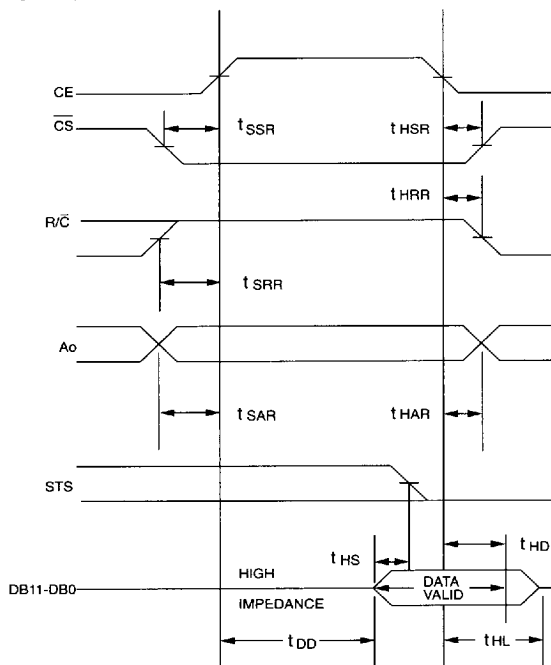 CE
CS
tSSR
tHSR
tHRR
R/C
tSRR
Ao
tSAR
tHAR
STS
tHS
tHD
HIGH
DATA
DB11-DB0
VALID
IMPEDANCE
tDD
tHL